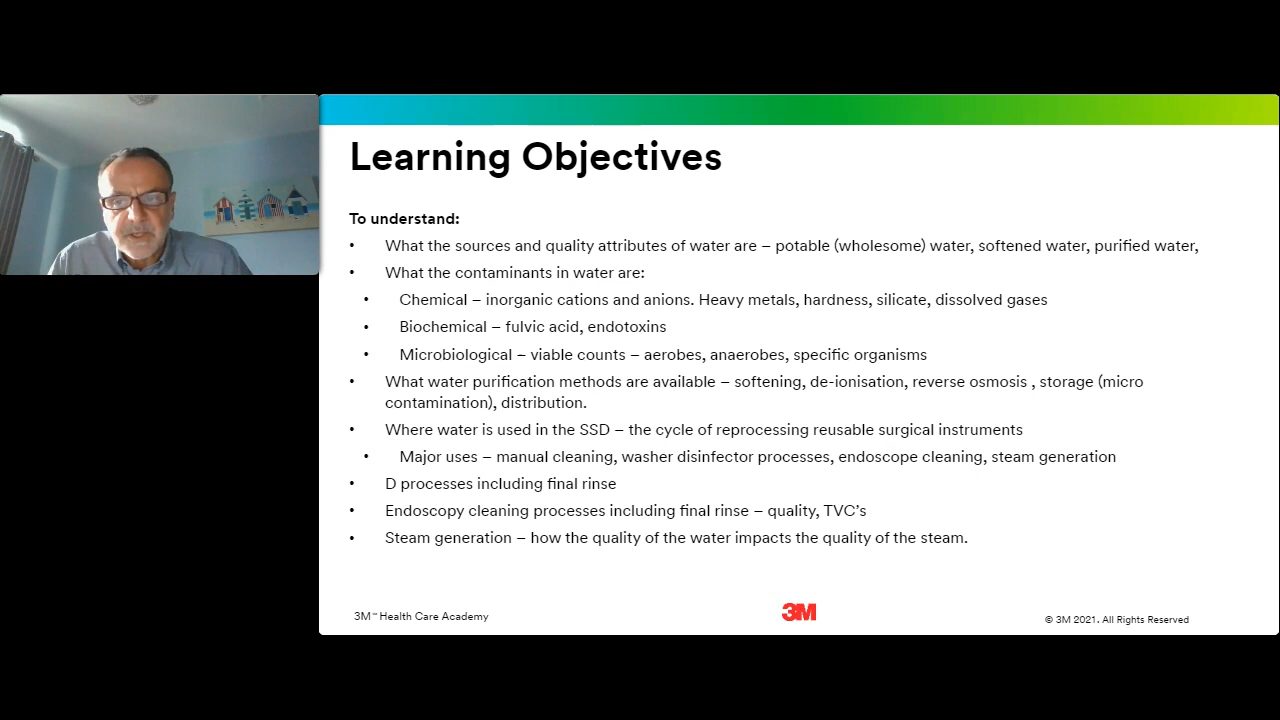 Learning Objectives
To understand:
• What the sources and quality attributes of water are – potable (wholesome) water, softened water, purified water,
• What the contaminants in water are:
• Chemical – inorganic cations and anions. Heavy metals, hardness, silicate, dissolved gases
• Biochemical – fulvic acid, endotoxins
• Microbiological – viable counts – aerobes, anaerobes, specific organisms
• What water purification methods are available – softening, de-ionisation, reverse osmosis , storage (micro
contamination), distribution.
• Where water is used in the SSD – the cycle of reprocessing reusable surgical instruments
• Major uses – manual cleaning, washer disinfector processes, endoscope cleaning, steam generation
• D processes including final rinse
• Endoscopy cleaning processes including final rinse – quality, TVC’s
• Steam generation – how the quality of the water impacts the quality of the steam.
3M™ Health Care Academy
3M
© 3M 2021. All Rights Reserved